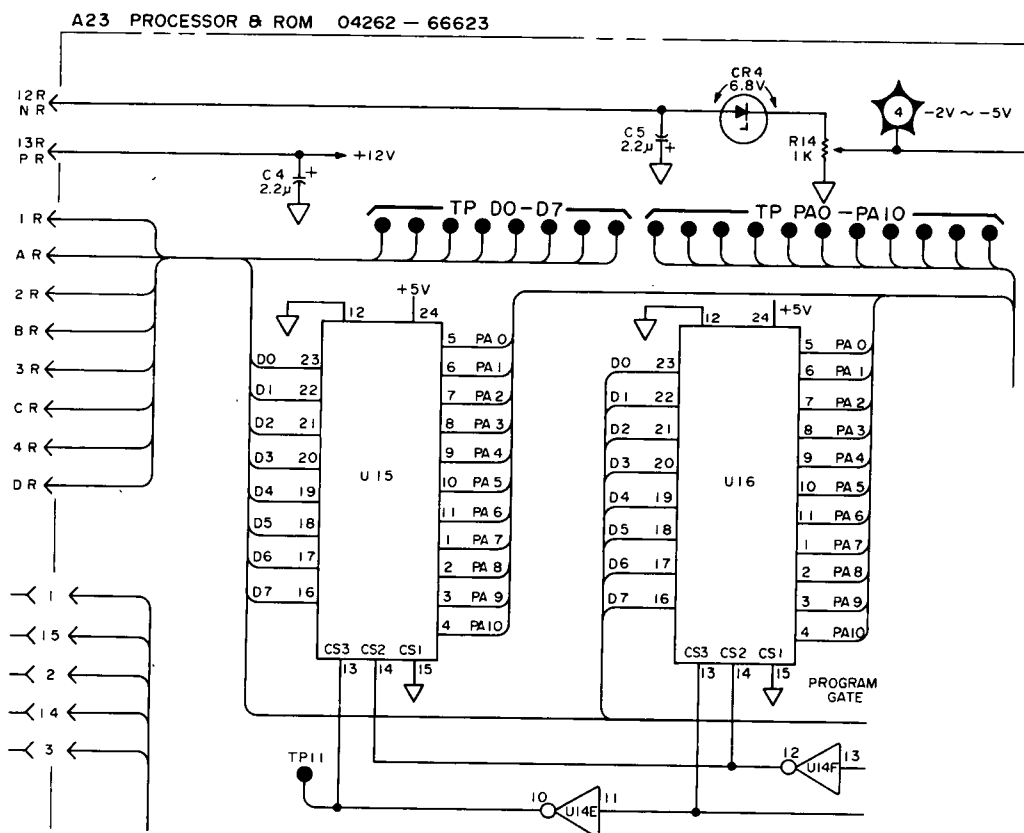 A23 PROCESSOR & ROM 04262 – 66623
12R
NR
13R
PR
+12V
C4
2.2μ
+
C5
2.2μ
+
CR4
6.8V
R14
1K
4
-2V ~ -5V
1R
AR
2R
BR
3R
CR
4R
DR
TP D0-D7
TP PA0-PA10
+5V
12
24
D0 23
D1 22
D2 21
D3 20
D4 19
D5 18
D6 17
D7 16
U15
5 PA0
6 PA1
7 PA2
8 PA3
9 PA4
10 PA5
11 PA6
1 PA7
2 PA8
3 PA9
4 PA10
CS3 CS2 CS1
13 14 15
+5V
12
24
D0 23
D1 22
D2 21
D3 20
D4 19
D5 18
D6 17
D7 16
U16
5 PA0
6 PA1
7 PA2
8 PA3
9 PA4
10 PA5
11 PA6
1 PA7
2 PA8
3 PA9
4 PA10
CS3 CS2 CS1
13 14 15
PROGRAM
GATE
1
15
2
14
3
TP11
12 U14F 13
10 U14E 11